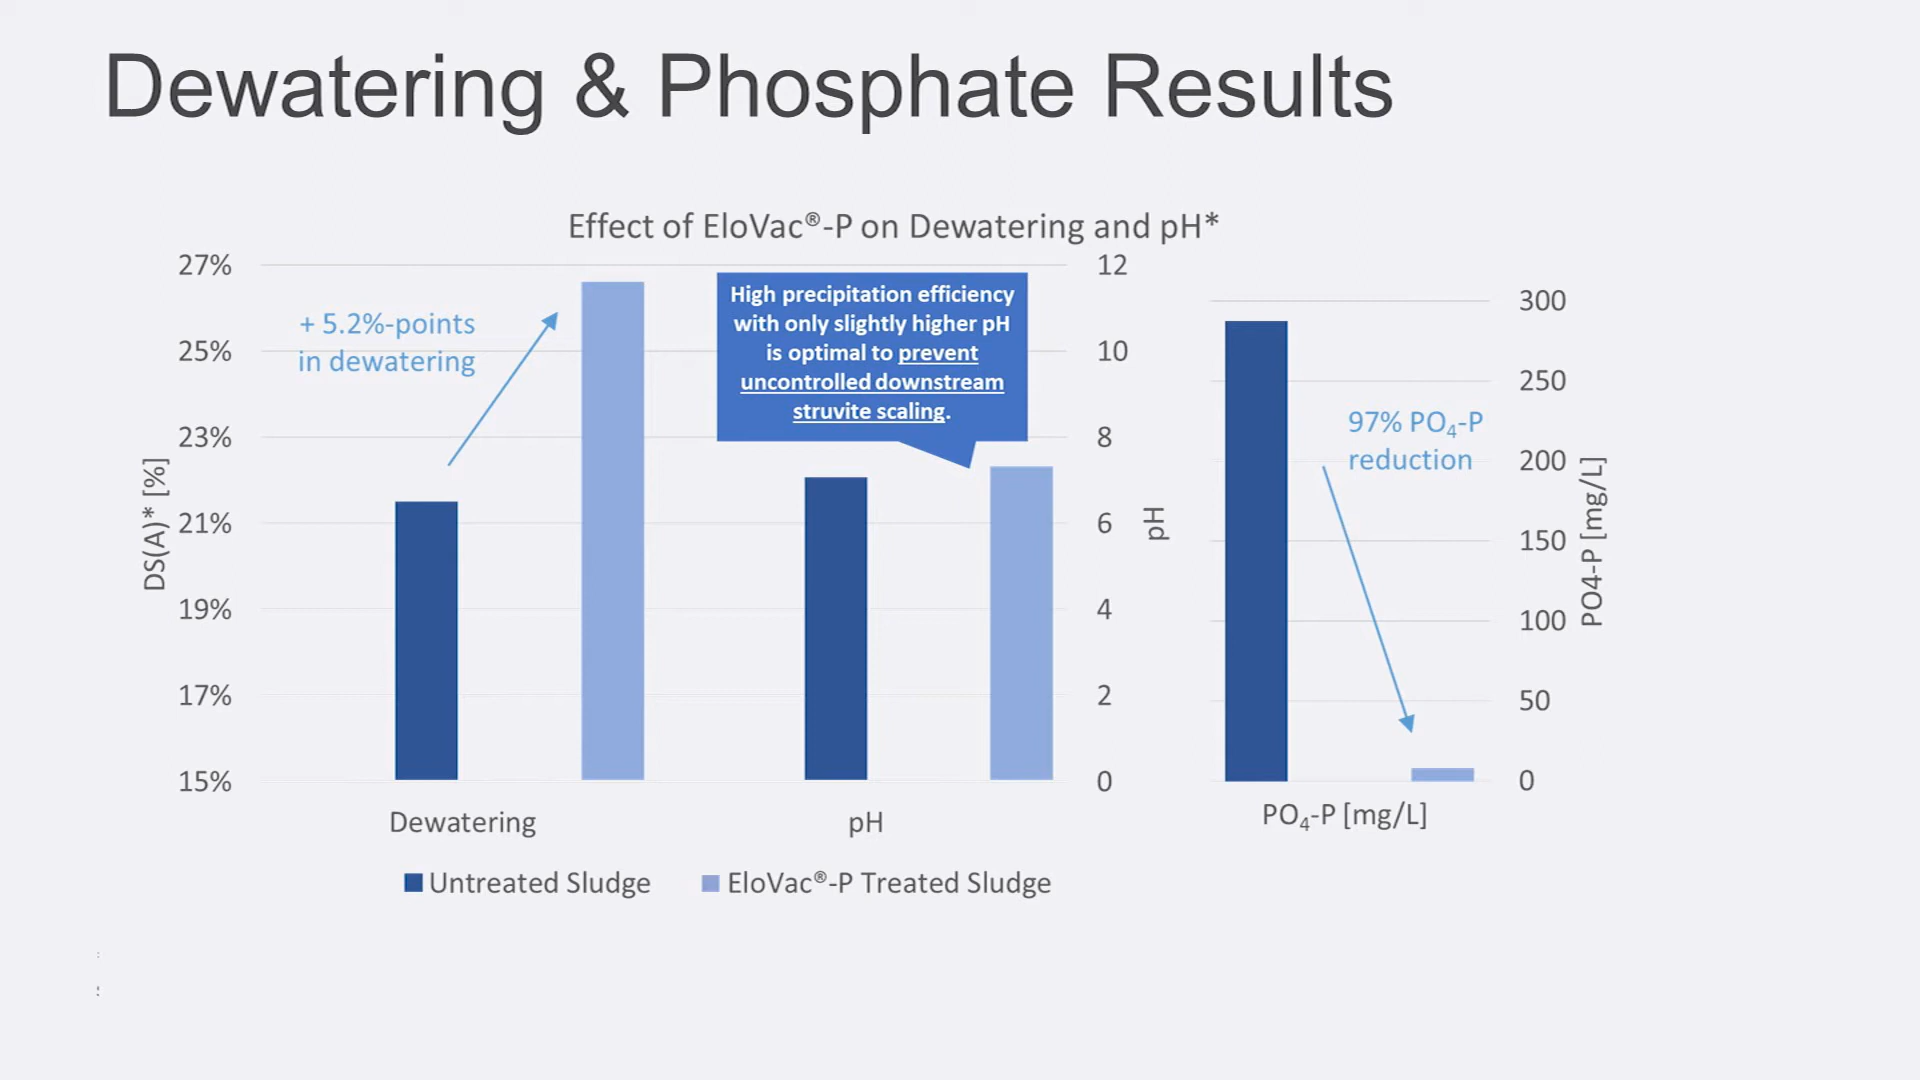 Dewatering & Phosphate Results
Effect of EloVac®-P on Dewatering and pH*
27%
25%
23%
21%
19%
17%
15%
DS(A)* [%]
+ 5.2%-points
in dewatering
High precipitation efficiency
with only slightly higher pH
is optimal to prevent
uncontrolled downstream
struvite scaling.
12
10
8
6
4
2
0
pH
97% PO₄-P
reduction
300
250
200
150
100
50
0
PO4-P [mg/L]
Dewatering
pH
PO₄-P [mg/L]
Untreated Sludge
EloVac®-P Treated Sludge